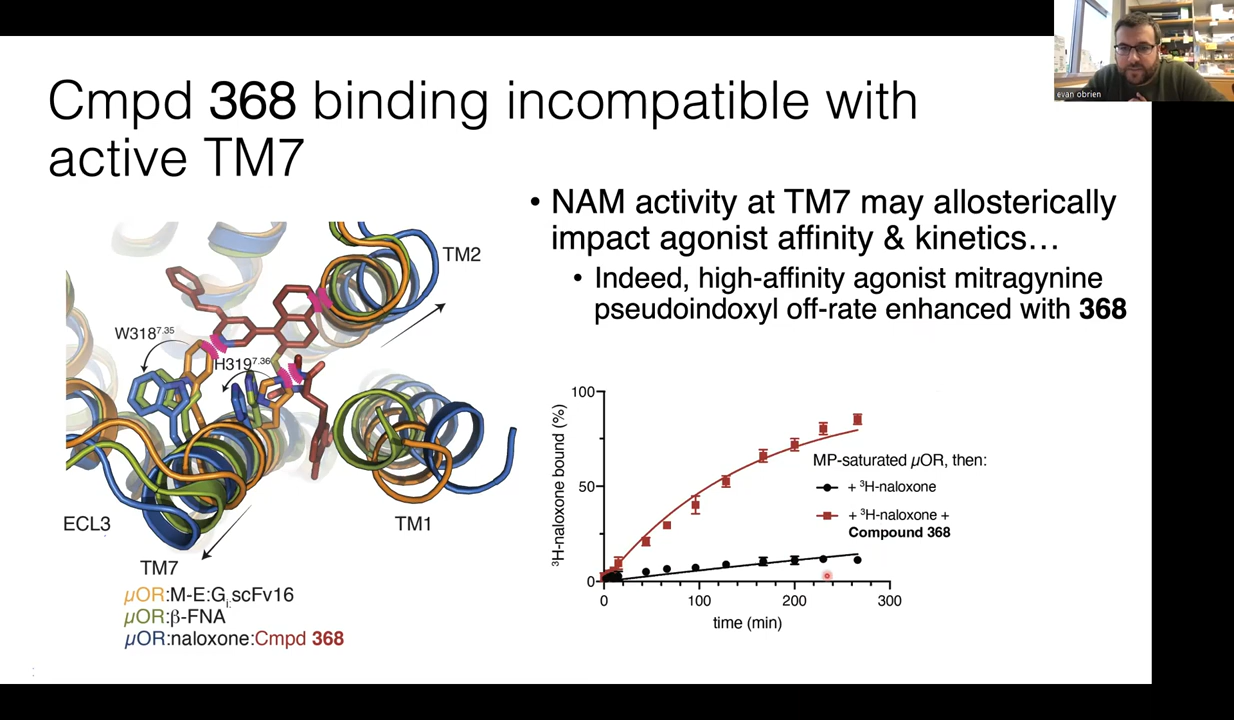 Cmpd 368 binding incompatible with
active TM7
evan obrien
• NAM activity at TM7 may allosterically
impact agonist affinity & kinetics…
• Indeed, high-affinity agonist mitragynine
pseudoindoxyl off-rate enhanced with 368
TM2
W318^7.35
H319^7.36
ECL3
TM1
TM7
µOR:M-E:Gi:scFv16
µOR:β-FNA
µOR:naloxone:Cmpd 368
³H-naloxone bound (%)
100
50
0
0 100 200 300
time (min)
MP-saturated µOR, then:
+ ³H-naloxone
+ ³H-naloxone +
Compound 368